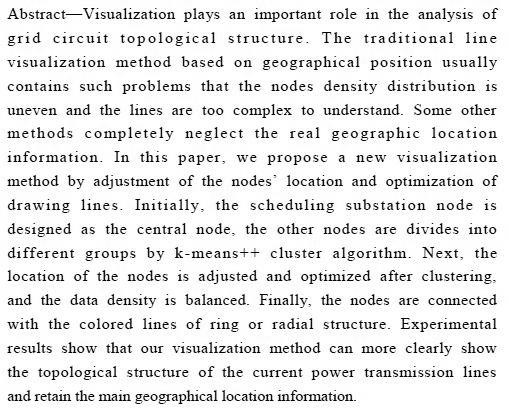 Abstract—Visualization plays an important role in the analysis of
grid circuit topological structure. The traditional line
visualization method based on geographical position usually
contains such problems that the nodes density distribution is
uneven and the lines are too complex to understand. Some other
methods completely neglect the real geographic location
information. In this paper, we propose a new visualization
method by adjustment of the nodes’ location and optimization of
drawing lines. Initially, the scheduling substation node is
designed as the central node, the other nodes are divides into
different groups by k-means++ cluster algorithm. Next, the
location of the nodes is adjusted and optimized after clustering,
and the data density is balanced. Finally, the nodes are connected
with the colored lines of ring or radial structure. Experimental
results show that our visualization method can more clearly show
the topological structure of the current power transmission lines
and retain the main geographical location information.